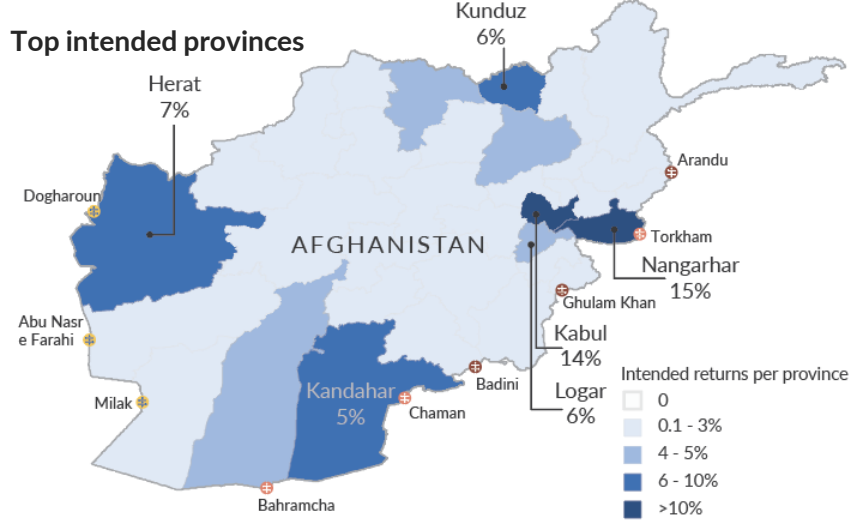 Top intended provinces
Kunduz
6%
Herat
7%
Arandu
Dogharoun
Torkham
AFGHANISTAN
Nangarhar
15%
Ghulam Khan
Abu Nasr
e Farahi
Kabul
14%
Badini
Kandahar
5%
Milak
Chaman
Logar
6%
Bahramcha
Intended returns per province
0
0.1 - 3%
4 - 5%
6 - 10%
>10%